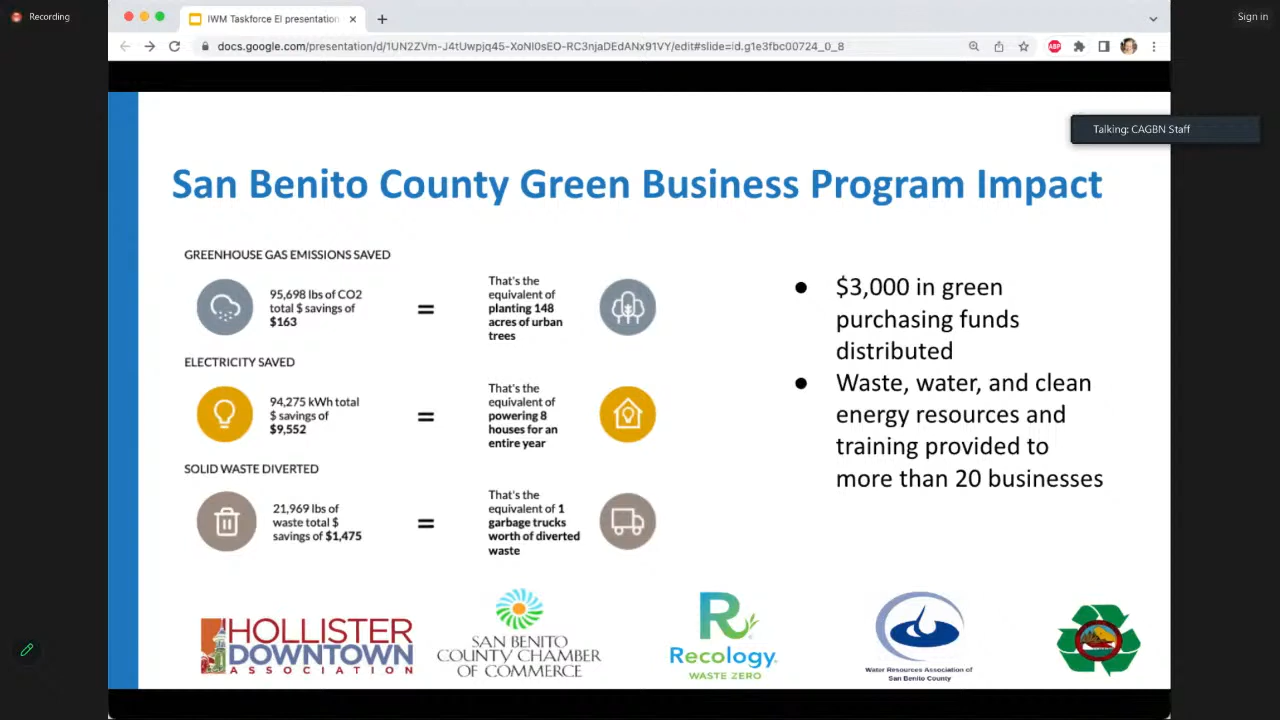 Recording
IWM Taskforce EI presentation
Sign in
docs.google.com/presentation/d/1UN2ZVm-J4tUwpjq45-XoNI0sEO-RC3njaDEdANx91VY/edit#slide=id.g1e3fbc00724_0_8
ABP
Talking: CAGBN Staff
San Benito County Green Business Program Impact
GREENHOUSE GAS EMISSIONS SAVED
95,698 lbs of CO2
total $ savings of
$163
=
That's the
equivalent of
planting 148
acres of urban
trees
ELECTRICITY SAVED
94,275 kWh total
$ savings of
$9,552
=
That's the
equivalent of
powering 8
houses for an
entire year
SOLID WASTE DIVERTED
21,969 lbs of
waste total $
savings of $1,475
=
That's the
equivalent of 1
garbage trucks
worth of diverted
waste
● $3,000 in green
purchasing funds
distributed
● Waste, water, and clean
energy resources and
training provided to
more than 20 businesses
HOLLISTER
DOWNTOWN
ASSOCIATION
SAN BENITO
COUNTY CHAMBER
OF COMMERCE
R
Recology.
WASTE ZERO
Water Resources Association of
San Benito County